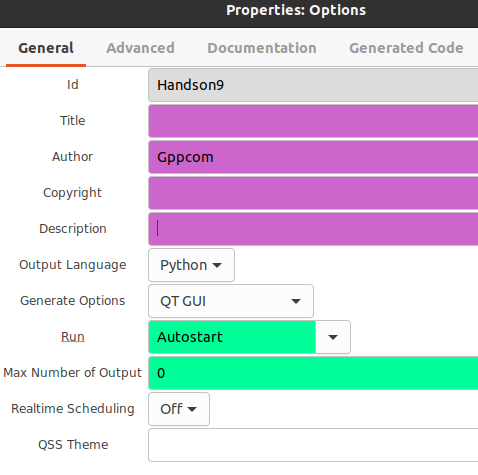 Properties: Options
General Advanced Documentation Generated Code
Id Handson9
Title
Author Gppcom
Copyright
Description
Output Language Python
Generate Options QT GUI
Run Autostart
Max Number of Output 0
Realtime Scheduling Off
QSS Theme